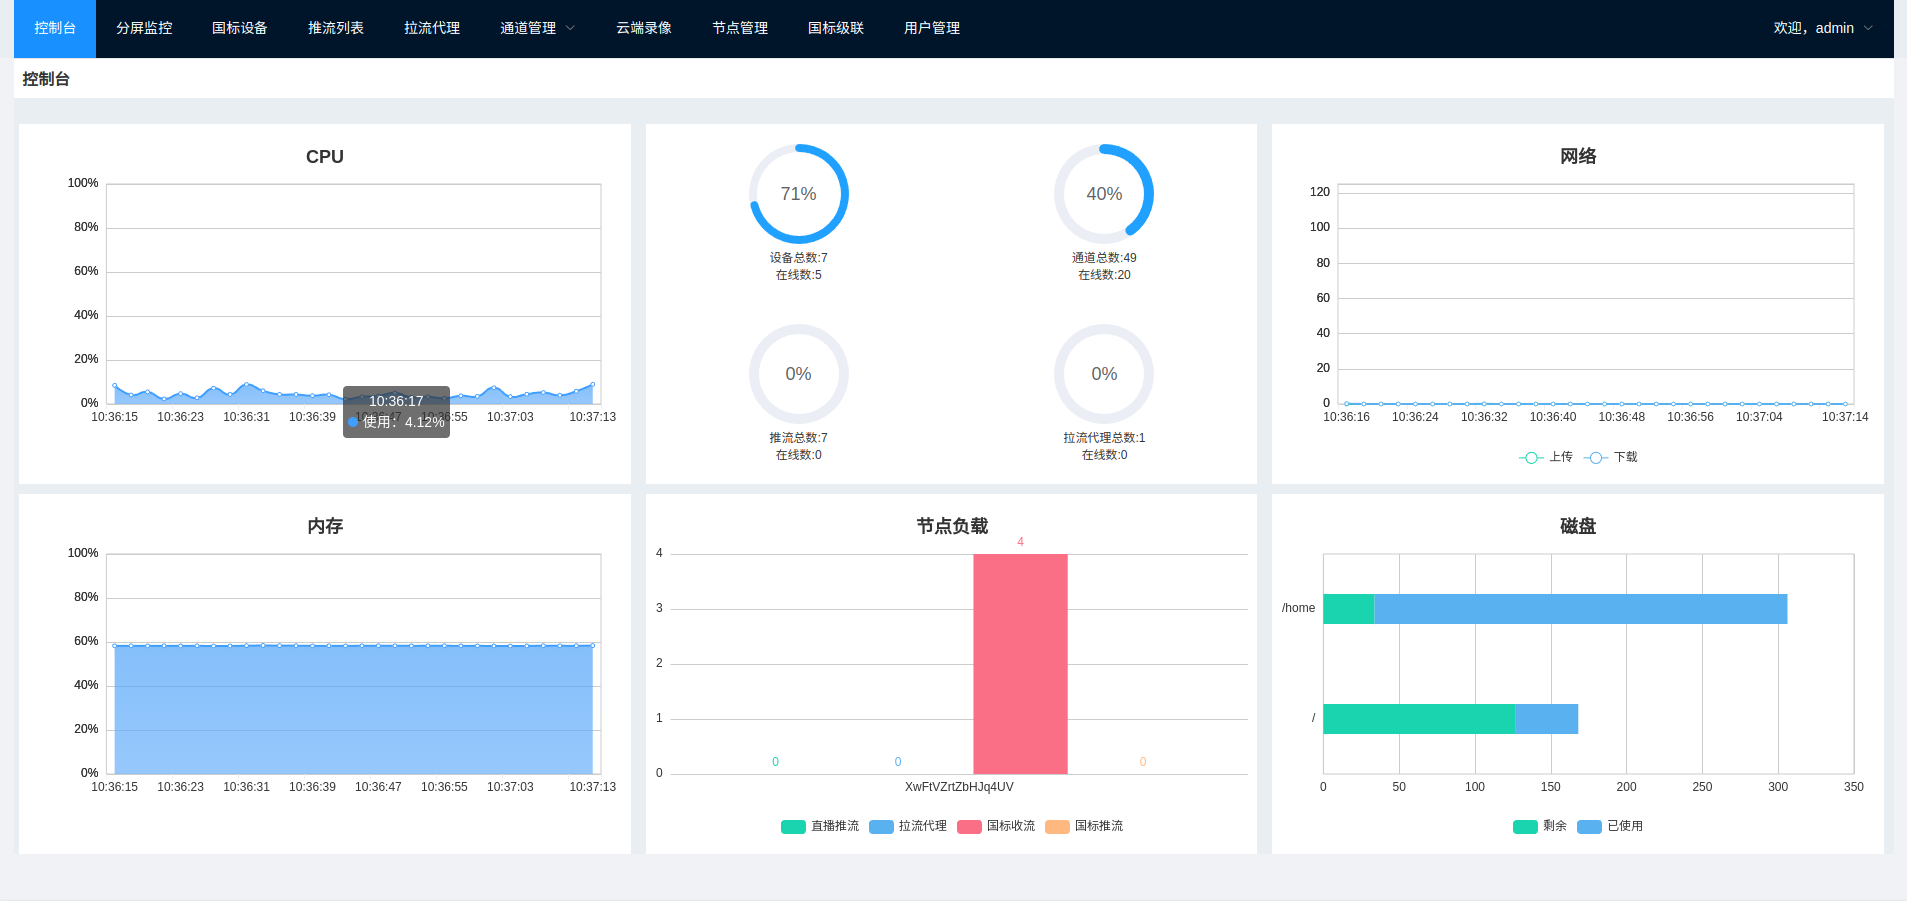 控制台 分屏监控 国标设备 推流列表 拉流代理 通道管理 云端录像 节点管理 国标级联 用户管理 欢迎，admin
控制台
CPU
100%
80%
60%
40%
20%
0%
10:36:15 10:36:23 10:36:31 10:36:39 10:36:47 10:36:55 10:37:03 10:37:13
10:36:17
使用：4.12%
71%
设备总数:7
在线数:5
40%
通道总数:49
在线数:20
0%
推流总数:7
在线数:0
0%
拉流代理总数:1
在线数:0
网络
120
100
80
60
40
20
0
10:36:16 10:36:24 10:36:32 10:36:40 10:36:48 10:36:56 10:37:04 10:37:14
上传 下载
内存
100%
80%
60%
40%
20%
0%
10:36:15 10:36:23 10:36:31 10:36:39 10:36:47 10:36:55 10:37:03 10:37:13
节点负载
4
4
3
2
1
0
0 0 0
XwFtVZrtZbHJq4UV
直播推流 拉流代理 国标收流 国标推流
磁盘
/home
/
0 50 100 150 200 250 300 350
剩余 已使用